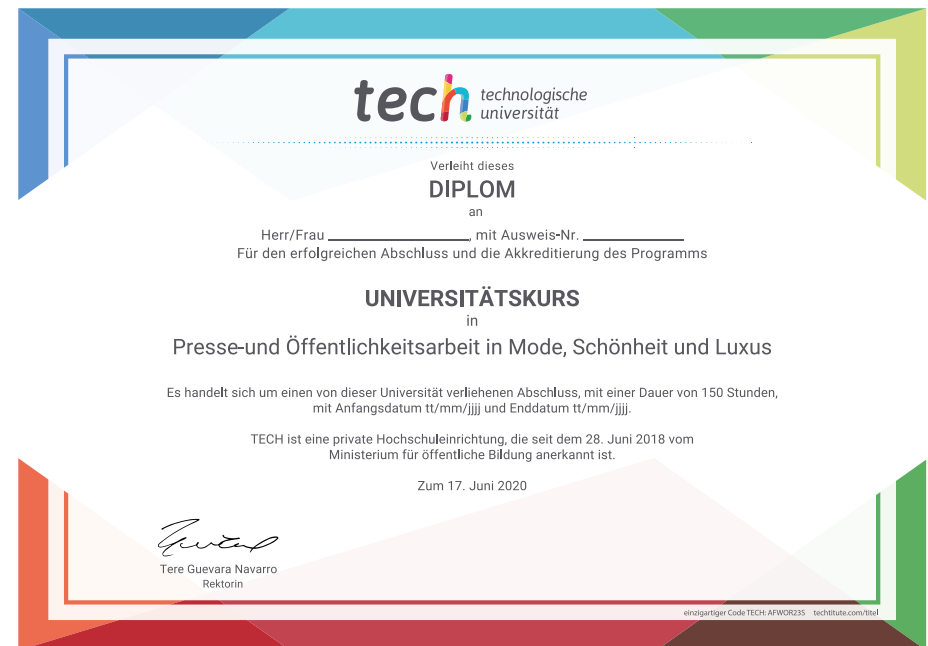 tech technologische
universität
Verleiht dieses
DIPLOM
an
Herr/Frau ____________________, mit Ausweis-Nr. ______________
Für den erfolgreichen Abschluss und die Akkreditierung des Programms
UNIVERSITÄTSKURS
in
Presse-und Öffentlichkeitsarbeit in Mode, Schönheit und Luxus
Es handelt sich um einen von dieser Universität verliehenen Abschluss, mit einer Dauer von 150 Stunden,
mit Anfangsdatum tt/mm/jjjj und Enddatum tt/mm/jjjj.
TECH ist eine private Hochschuleinrichtung, die seit dem 28. Juni 2018 vom
Ministerium für öffentliche Bildung anerkannt ist.
Zum 17. Juni 2020
Tere Guevara Navarro
Rektorin
einzigartiger Code TECH: AFWOR235 techtitute.com/titel